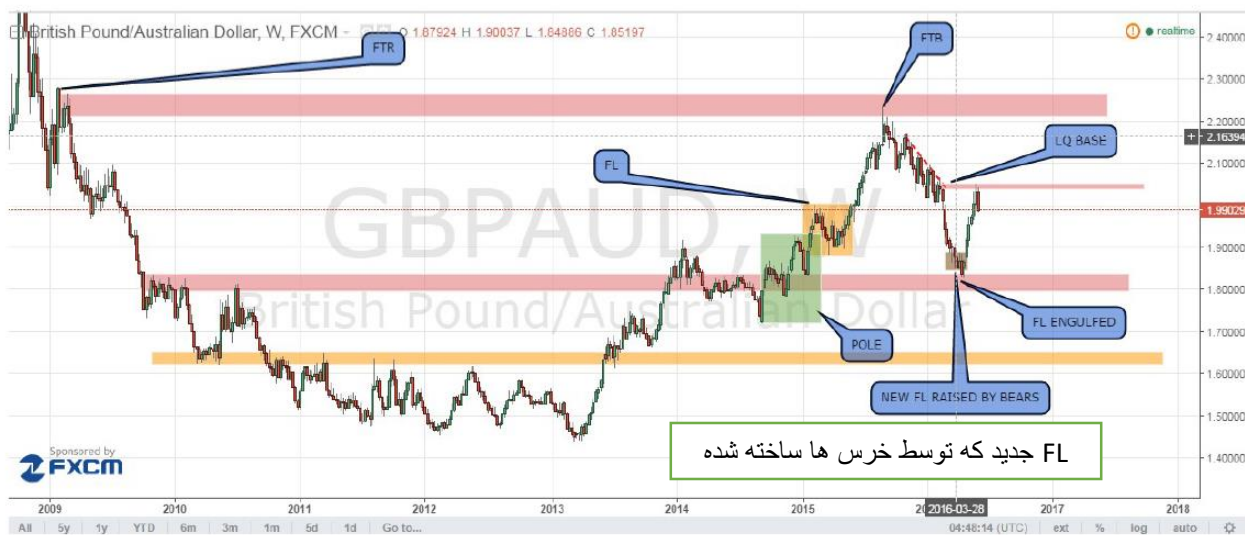 British Pound/Australian Dollar, W, FXCM
O 1.87924 H 1.90037 L 1.84886 C 1.85197
realtime
FTR
FTB
LQ BASE
FL
FL ENGULFED
POLE
NEW FL RAISED BY BEARS
GBPAUD, W
British Pound/Australian Dollar
2.40000
2.30000
2.20000
2.16394
2.10000
1.99029
1.90000
1.80000
1.70000
1.60000
1.50000
1.40000
FL جدید که توسط خرس ها ساخته شده
Sponsored by
FXCM
2009 2010 2011 2012 2013 2014 2015 2016-03-28 2017 2018
All 5y 1y YTD 6m 3m 1m 5d 1d Go to... 04:48:14 (UTC) ext % log auto